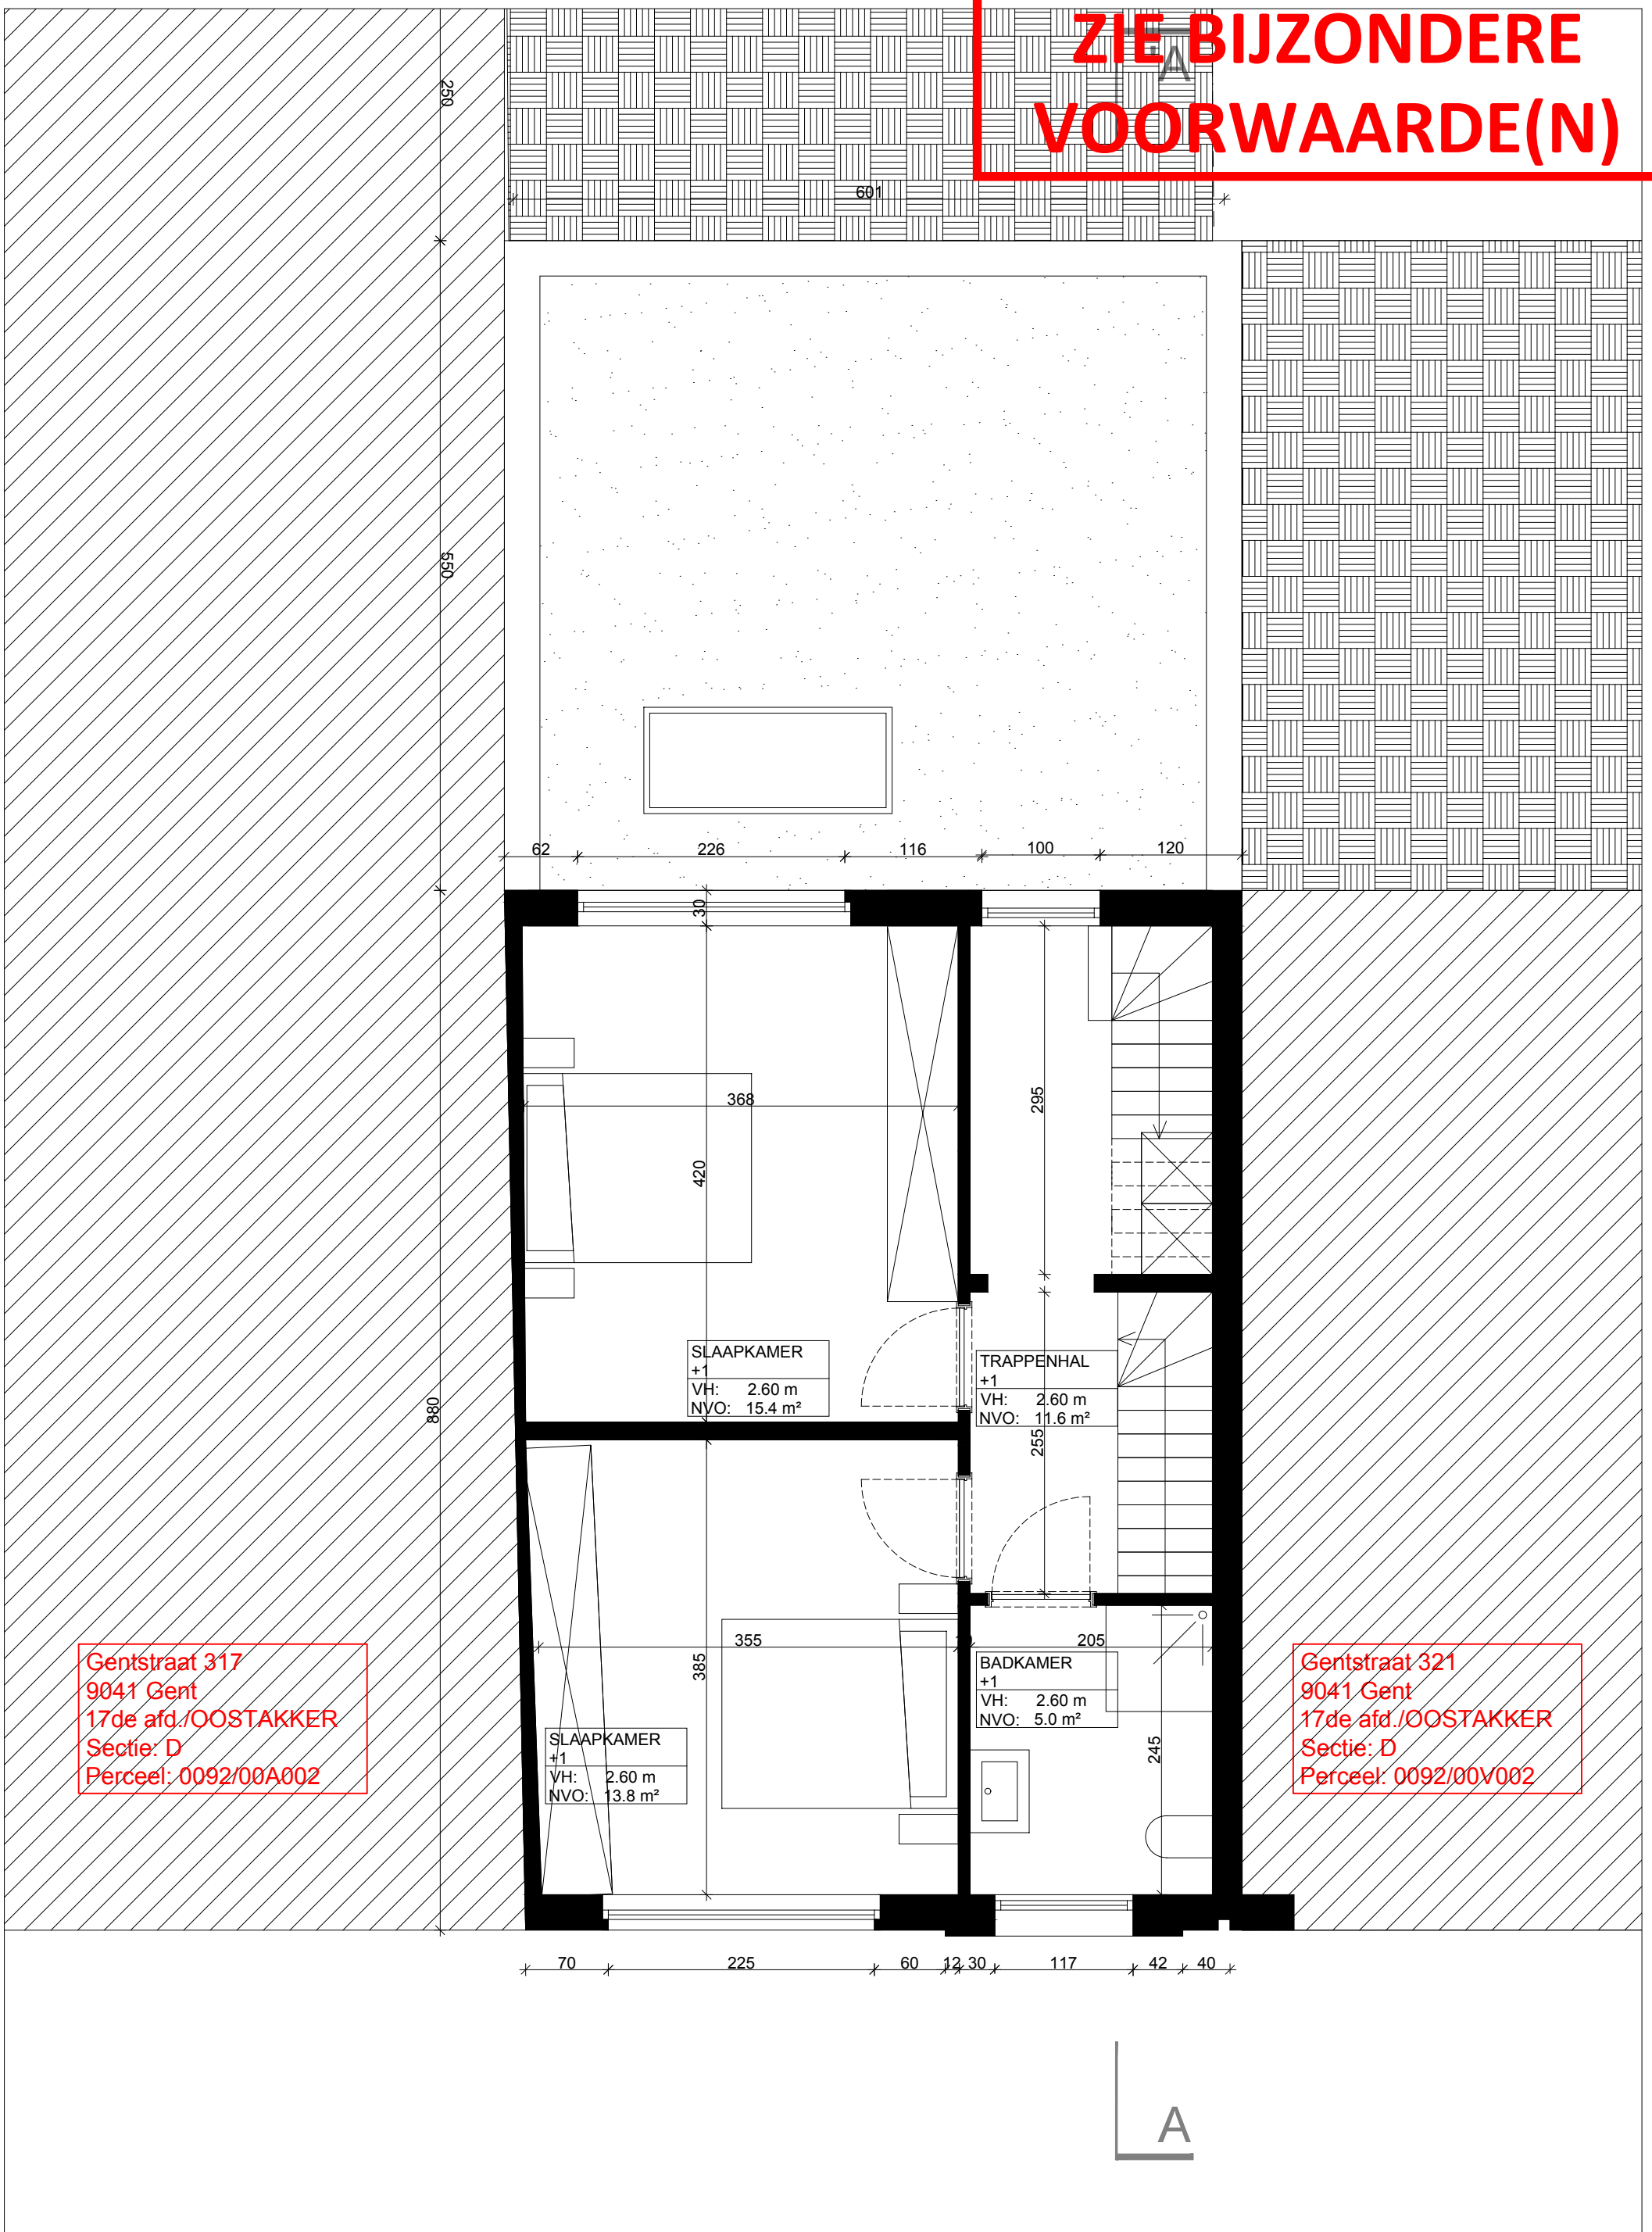 ZIE BIJZONDERE
VOORWAARDE(N)
A
250
601
550
62
226
116
100
120
30
368
420
295
SLAAPKAMER
+1
VH: 2.60 m
NVO: 15.4 m²
TRAPPENHAL
+1
VH: 2.60 m
NVO: 11.6 m²
880
255
355
385
205
BADKAMER
+1
VH: 2.60 m
NVO: 5.0 m²
245
SLAAPKAMER
+1
VH: 2.60 m
NVO: 13.8 m²
Gentstraat 317
9041 Gent
17de afd./OOSTAKKER
Sectie: D
Perceel: 0092/00A002
Gentstraat 321
9041 Gent
17de afd./OOSTAKKER
Sectie: D
Perceel: 0092/00V002
70
225
60
12
30
117
42
40
A